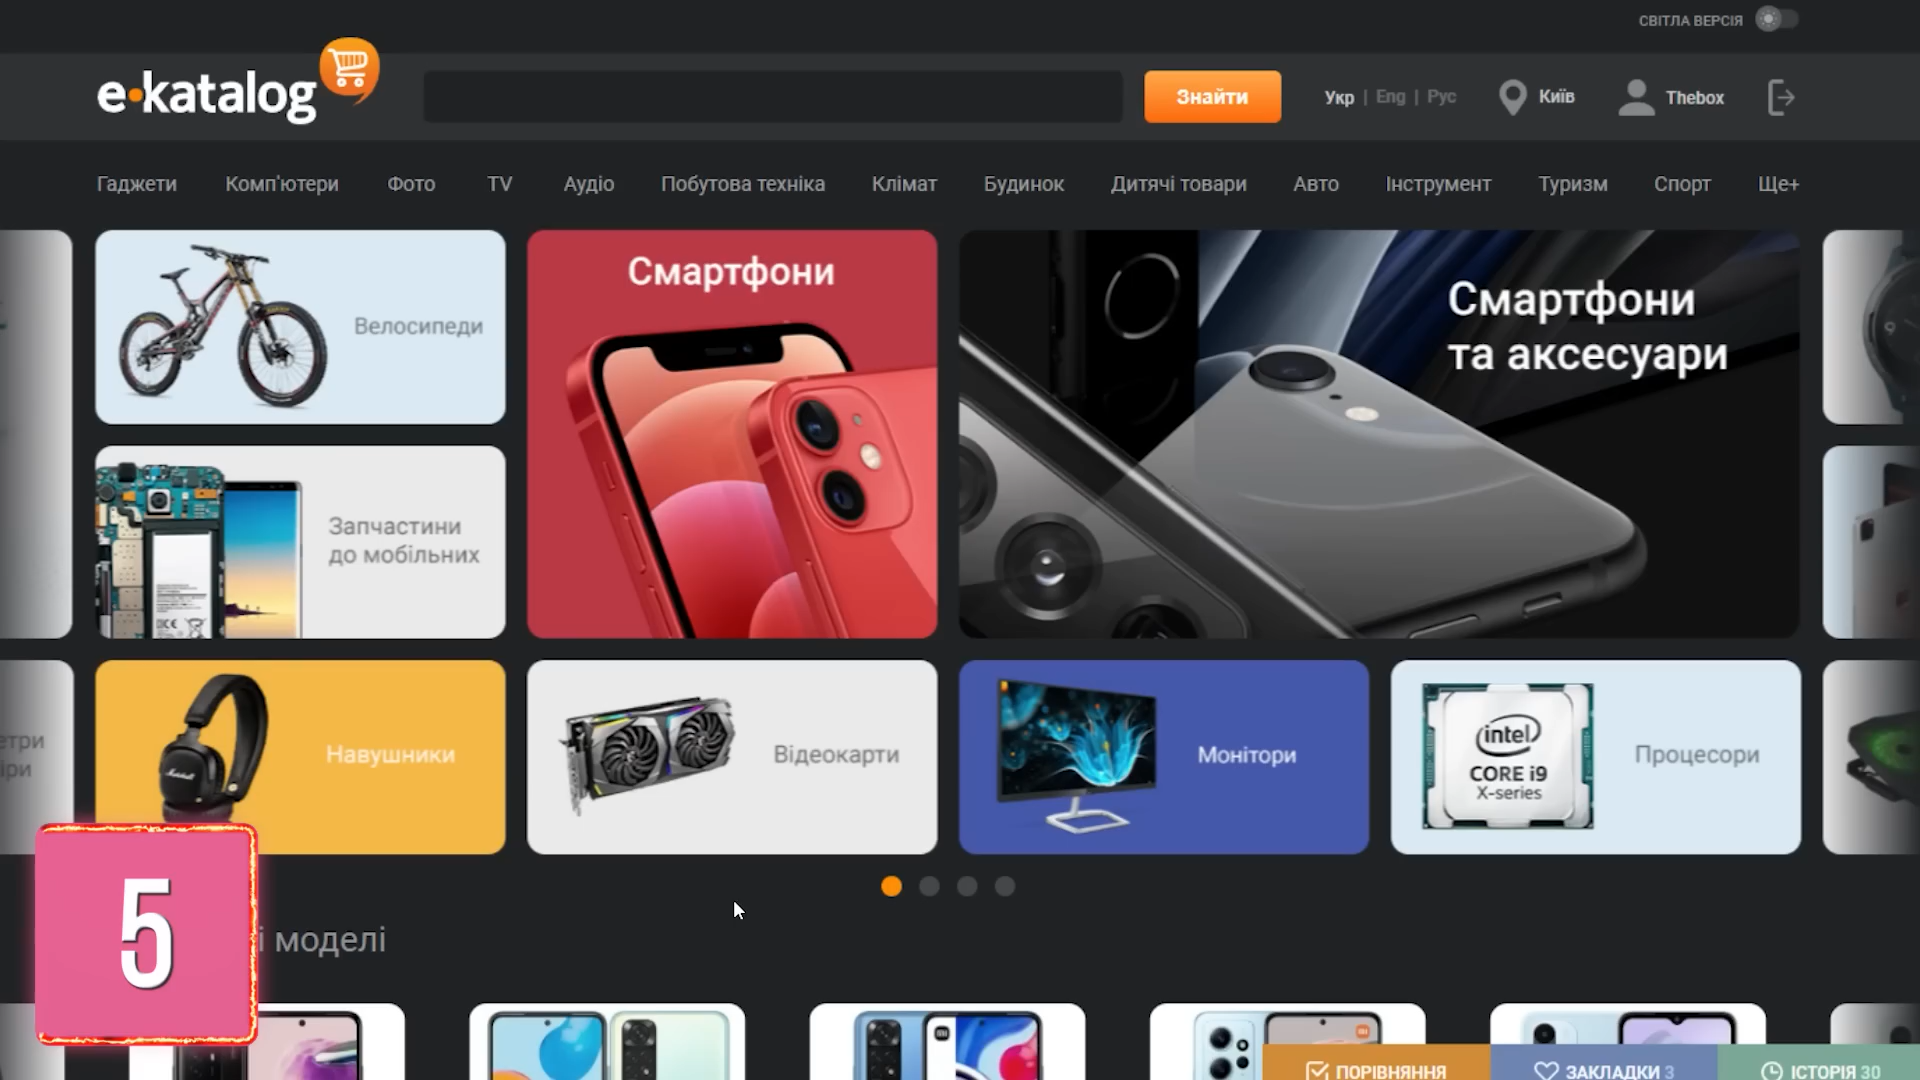 СВІТЛА ВЕРСІЯ
e·katalog
Знайти
Укр | Eng | Рус
Київ
Thebox
Гаджети
Комп'ютери
Фото
TV
Аудіо
Побутова техніка
Клімат
Будинок
Дитячі товари
Авто
Інструмент
Туризм
Спорт
Ще+
Велосипеди
Смартфони
Смартфони
та аксесуари
Запчастини
до мобільних
Навушники
Marshall
Відеокарти
Монітори
intel
CORE i9
X-series
Процесори
5
і моделі
ПОРІВНЯННЯ
ЗАКЛАДКИ 3
ІСТОРІЯ 30